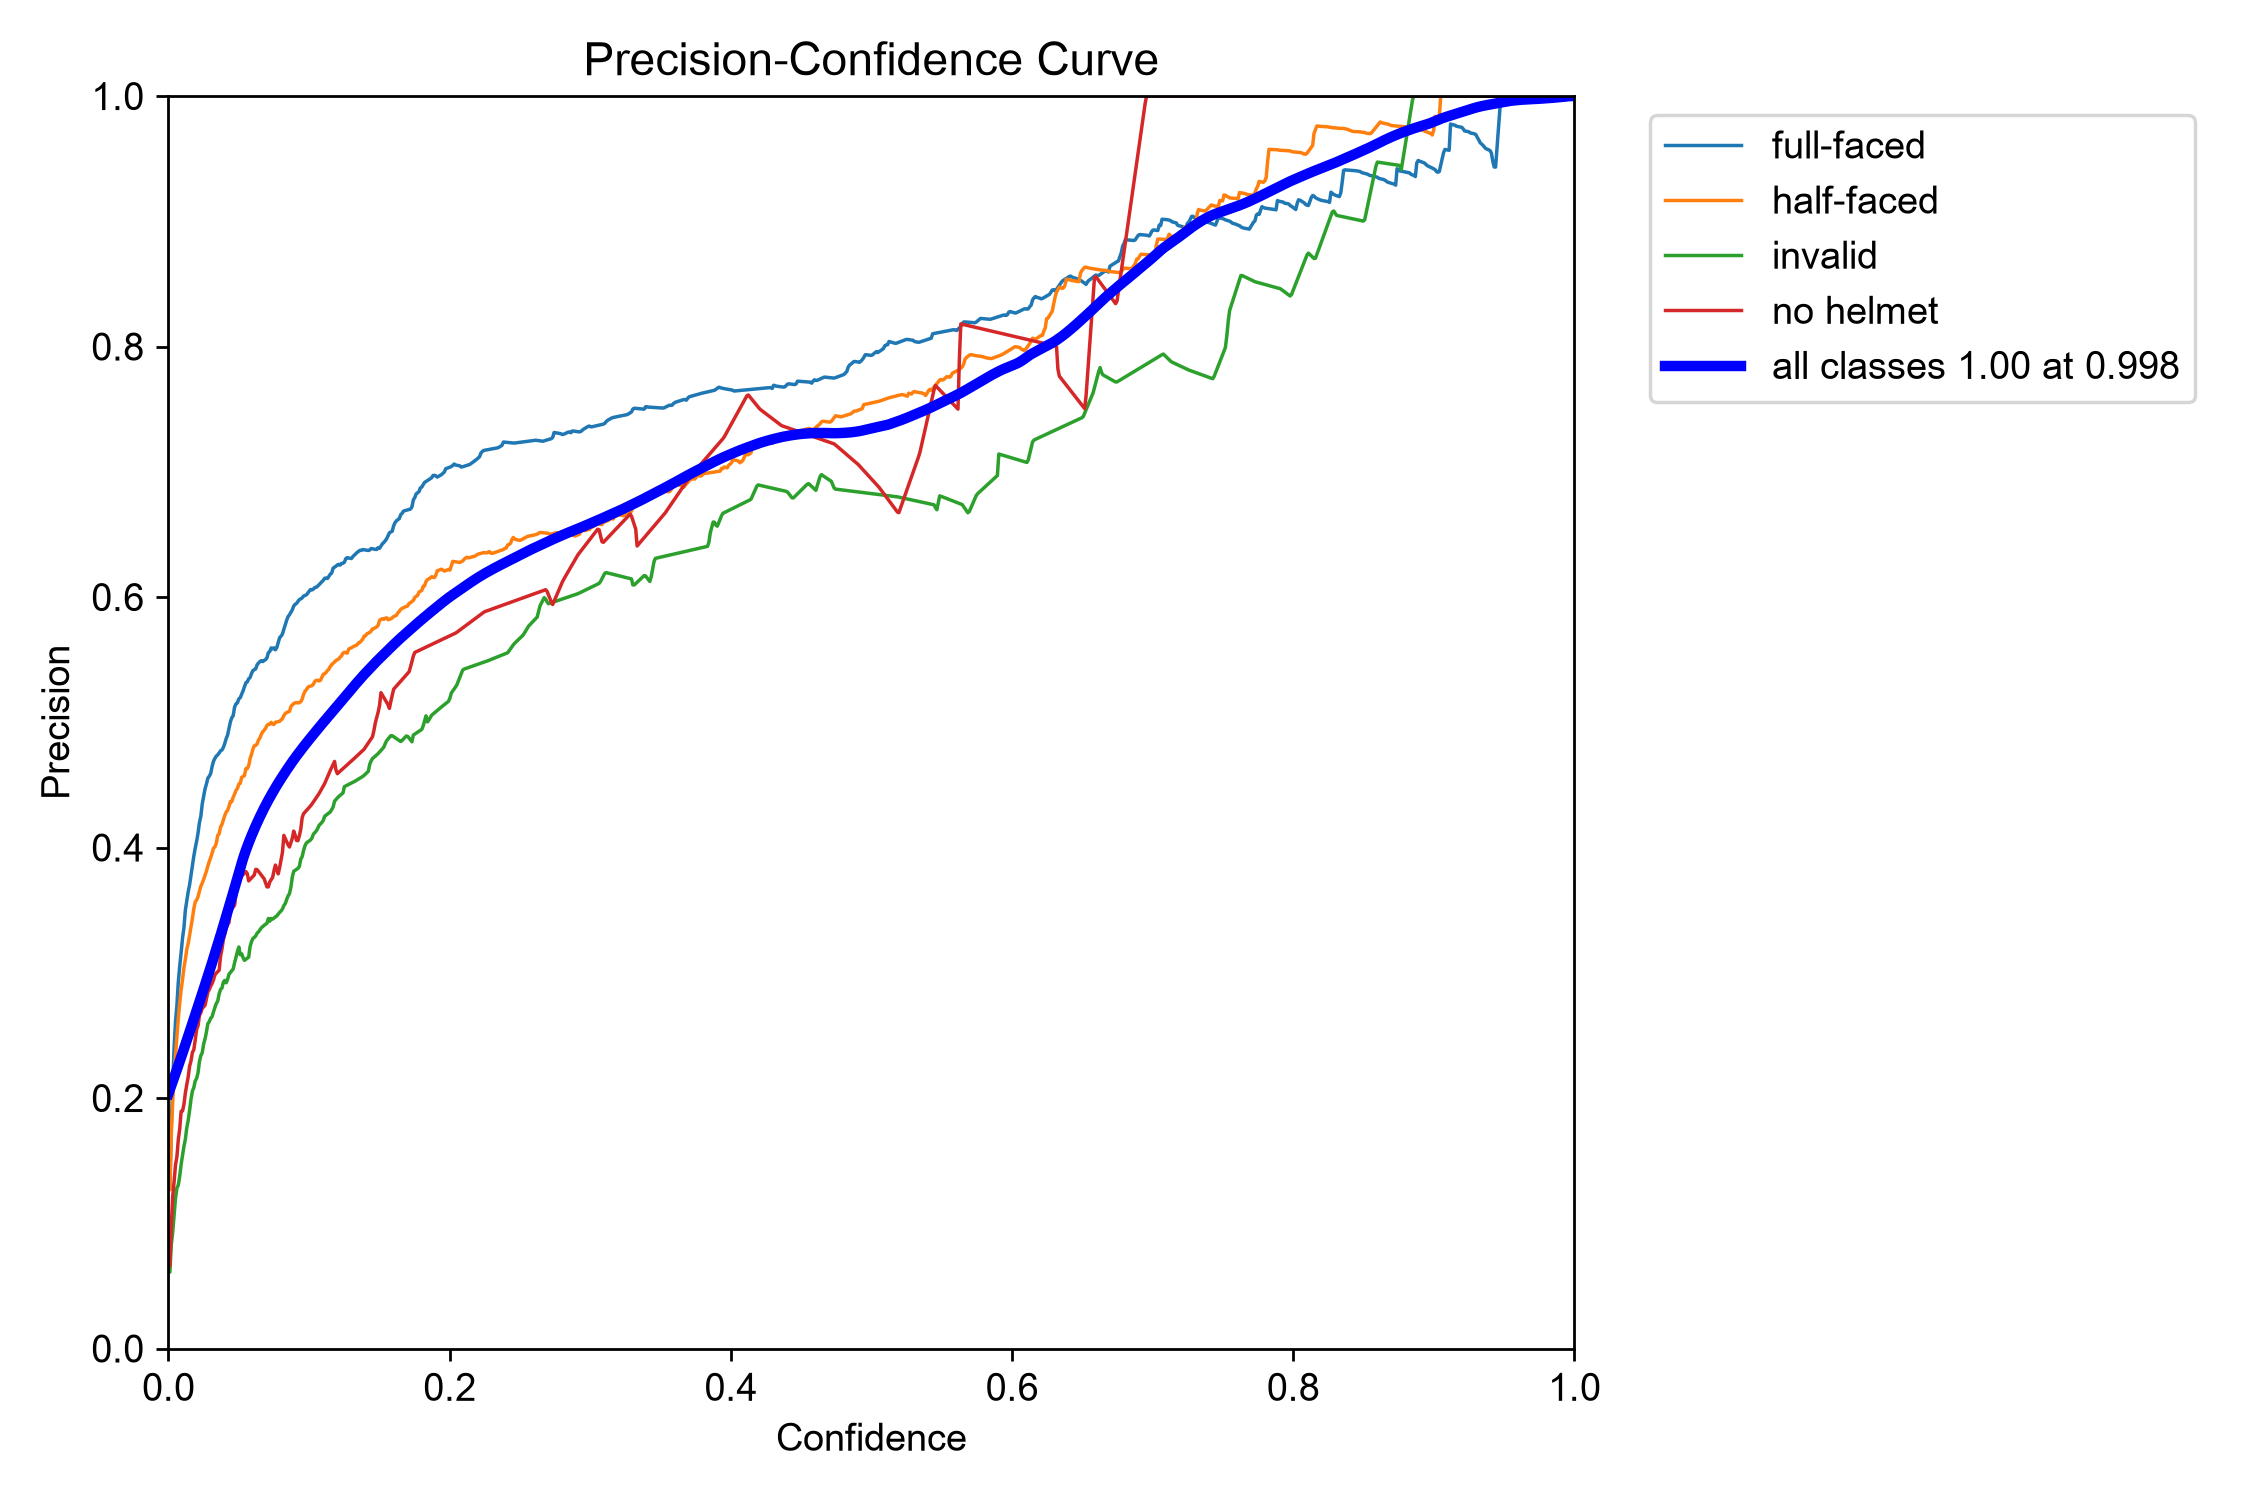 Precision-Confidence Curve
1.0
0.8
0.6
0.4
0.2
0.0
Precision
0.0 0.2 0.4 0.6 0.8 1.0
Confidence
full-faced
half-faced
invalid
no helmet
all classes 1.00 at 0.998